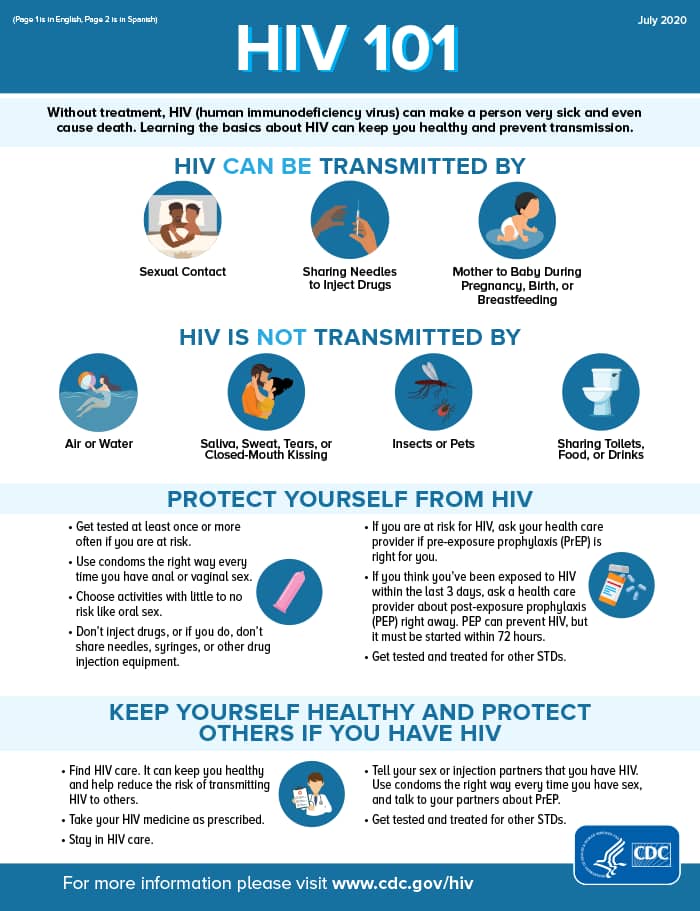 (Page 1 is in English, Page 2 is in Spanish)
July 2020
HIV 101
Without treatment, HIV (human immunodeficiency virus) can make a person very sick and even
cause death. Learning the basics about HIV can keep you healthy and prevent transmission.
HIV CAN BE TRANSMITTED BY
Sexual Contact
Sharing Needles
to Inject Drugs
Mother to Baby During
Pregnancy, Birth, or
Breastfeeding
HIV IS NOT TRANSMITTED BY
Air or Water
Saliva, Sweat, Tears, or
Closed-Mouth Kissing
Insects or Pets
Sharing Toilets,
Food, or Drinks
PROTECT YOURSELF FROM HIV
• Get tested at least once or more
often if you are at risk.
• Use condoms the right way every
time you have anal or vaginal sex.
• Choose activities with little to no
risk like oral sex.
• Don't inject drugs, or if you do, don't
share needles, syringes, or other drug
injection equipment.
• If you are at risk for HIV, ask your health care
provider if pre-exposure prophylaxis (PrEP) is
right for you.
• If you think you've been exposed to HIV
within the last 3 days, ask a health care
provider about post-exposure prophylaxis
(PEP) right away. PEP can prevent HIV, but
it must be started within 72 hours.
• Get tested and treated for other STDs.
KEEP YOURSELF HEALTHY AND PROTECT
OTHERS IF YOU HAVE HIV
• Find HIV care. It can keep you healthy
and help reduce the risk of transmitting
HIV to others.
• Take your HIV medicine as prescribed.
• Stay in HIV care.
• Tell your sex or injection partners that you have HIV.
Use condoms the right way every time you have sex,
and talk to your partners about PrEP.
• Get tested and treated for other STDs.
CDC
For more information please visit www.cdc.gov/hiv